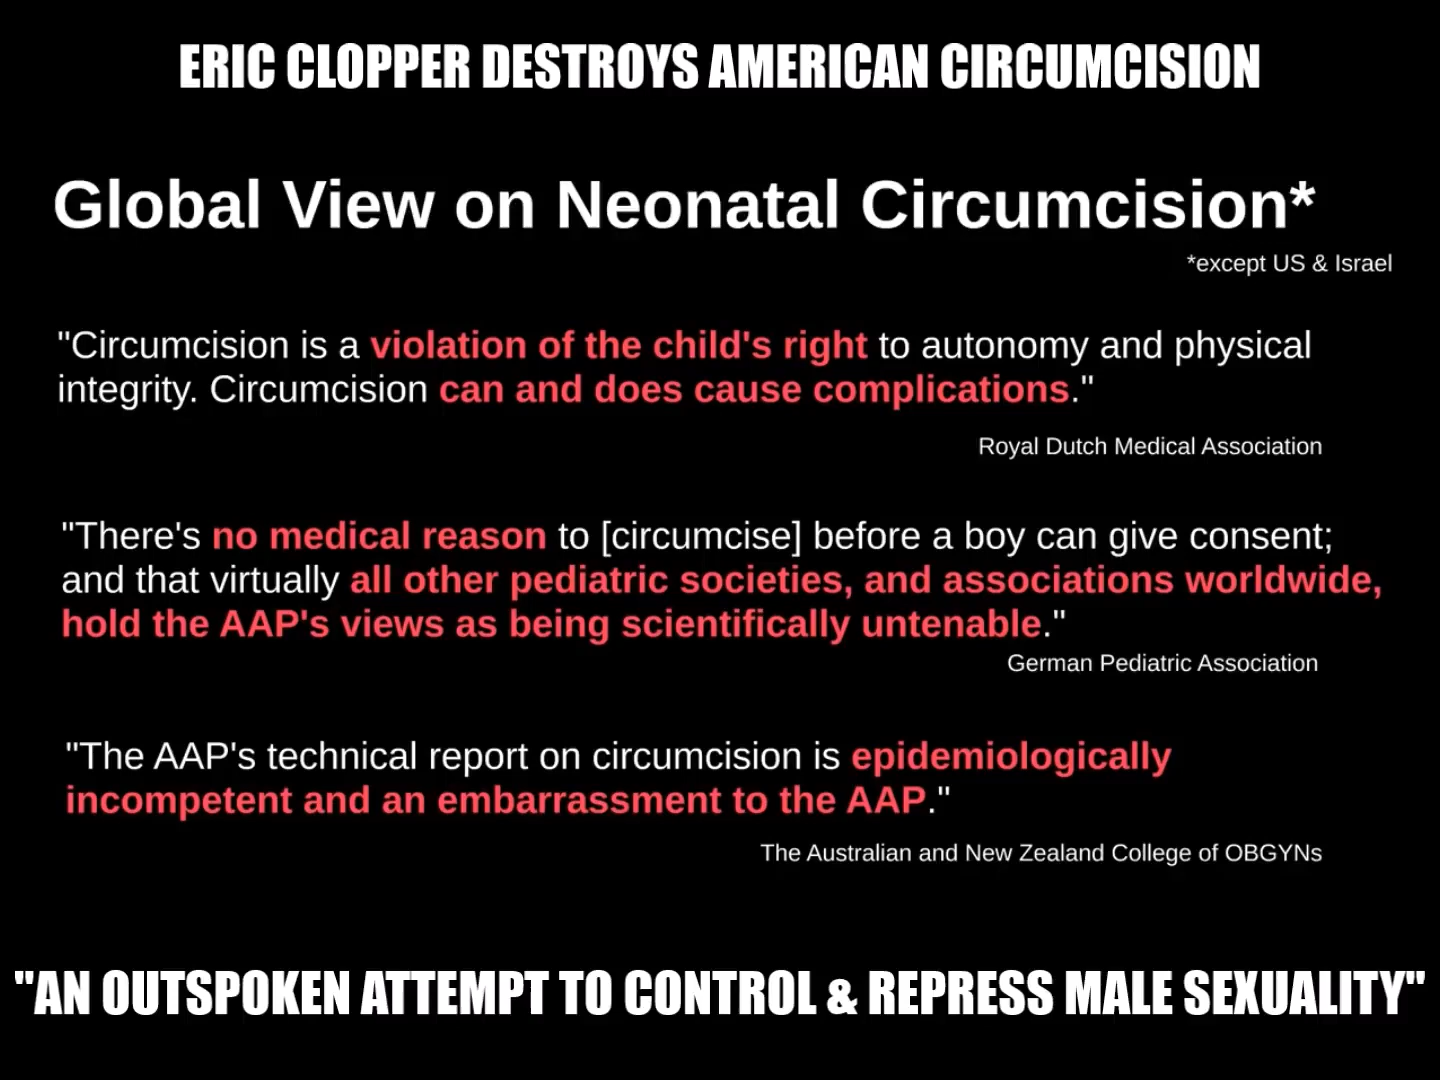 ERIC CLOPPER DESTROYS AMERICAN CIRCUMCISION
Global View on Neonatal Circumcision*
*except US & Israel
"Circumcision is a violation of the child's right to autonomy and physical
integrity. Circumcision can and does cause complications."
Royal Dutch Medical Association
"There's no medical reason to [circumcise] before a boy can give consent;
and that virtually all other pediatric societies, and associations worldwide,
hold the AAP's views as being scientifically untenable."
German Pediatric Association
"The AAP's technical report on circumcision is epidemiologically
incompetent and an embarrassment to the AAP."
The Australian and New Zealand College of OBGYNs
"AN OUTSPOKEN ATTEMPT TO CONTROL & REPRESS MALE SEXUALITY"